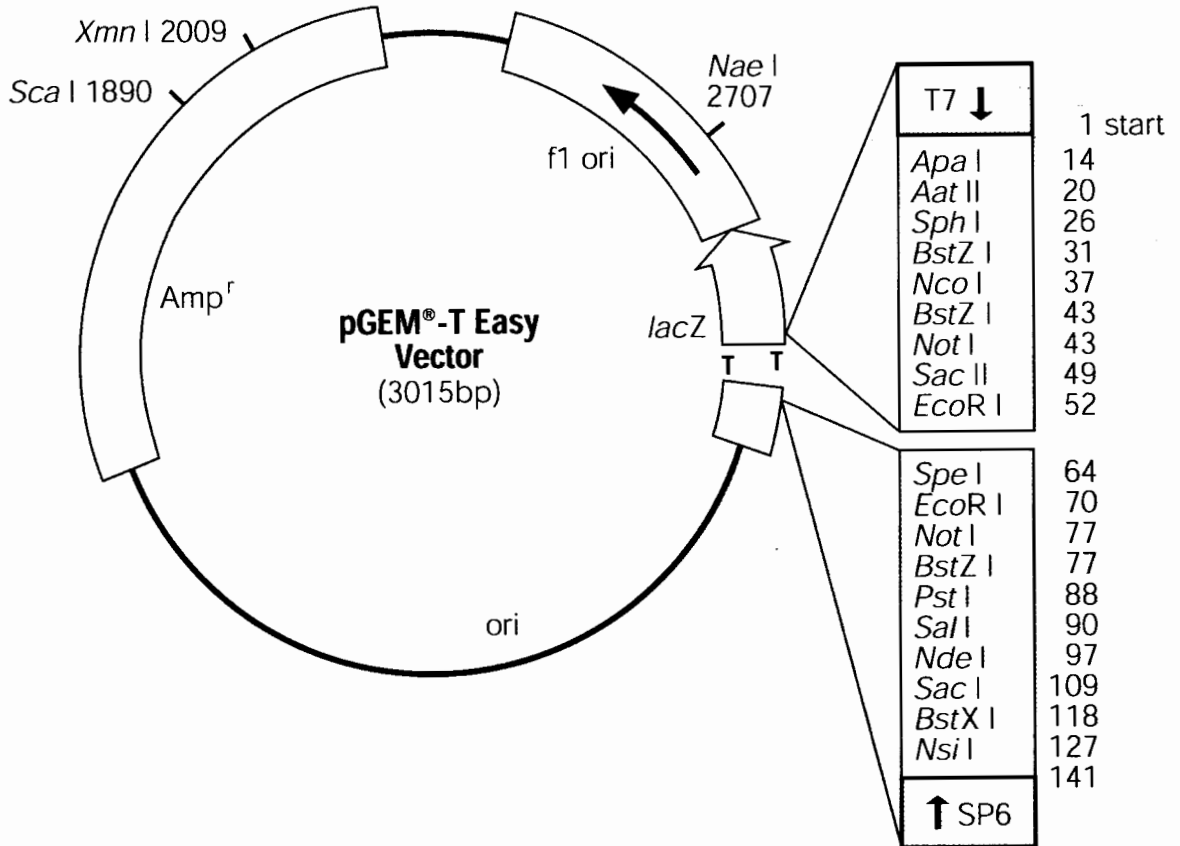 Xmn I 2009
Sca I 1890
Nae I
2707
f1 ori
Ampʳ
pGEM®-T Easy
Vector
(3015bp)
lacZ
T T
ori
T7 ↓
1 start
Apa I 14
Aat II 20
Sph I 26
BstZ I 31
Nco I 37
BstZ I 43
Not I 43
Sac II 49
EcoR I 52
Spe I 64
EcoR I 70
Not I 77
BstZ I 77
Pst I 88
Sal I 90
Nde I 97
Sac I 109
BstX I 118
Nsi I 127
141
↑ SP6